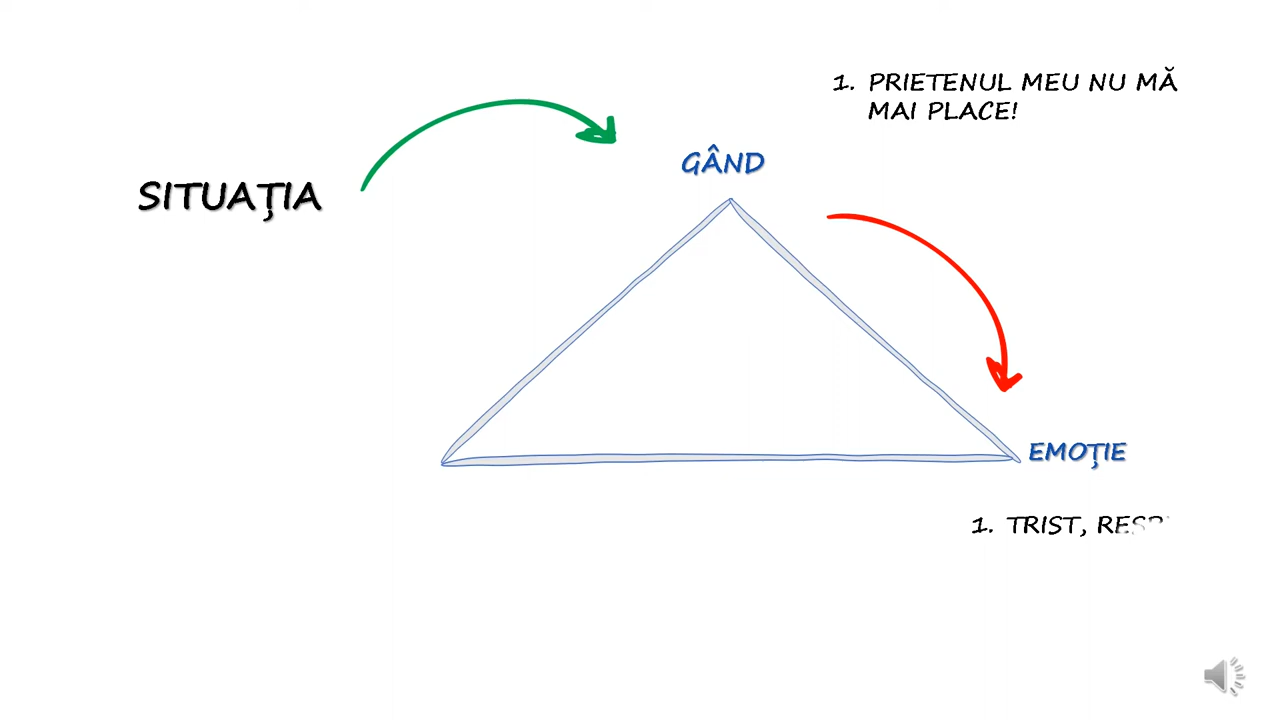 1. PRIETENUL MEU NU MĂ
MAI PLACE!
GÂND
SITUAȚIA
EMOȚIE
1. TRIST,